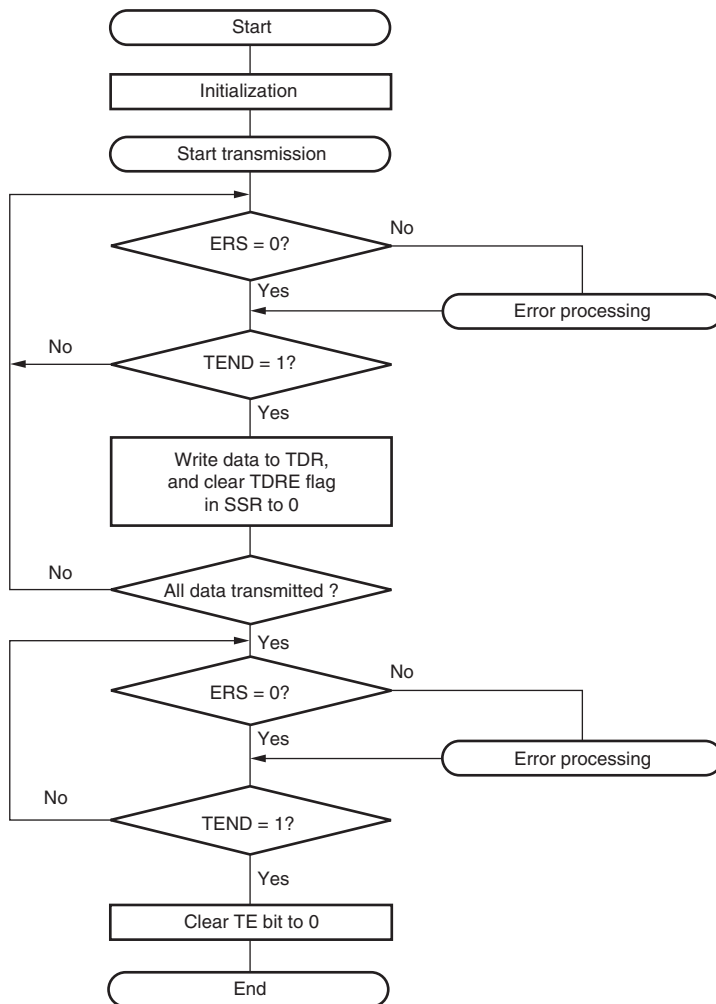 Start
Initialization
Start transmission
ERS = 0?
No
Yes
Error processing
No
TEND = 1?
Yes
Write data to TDR,
and clear TDRE flag
in SSR to 0
No
All data transmitted ?
Yes
ERS = 0?
No
Yes
Error processing
No
TEND = 1?
Yes
Clear TE bit to 0
End